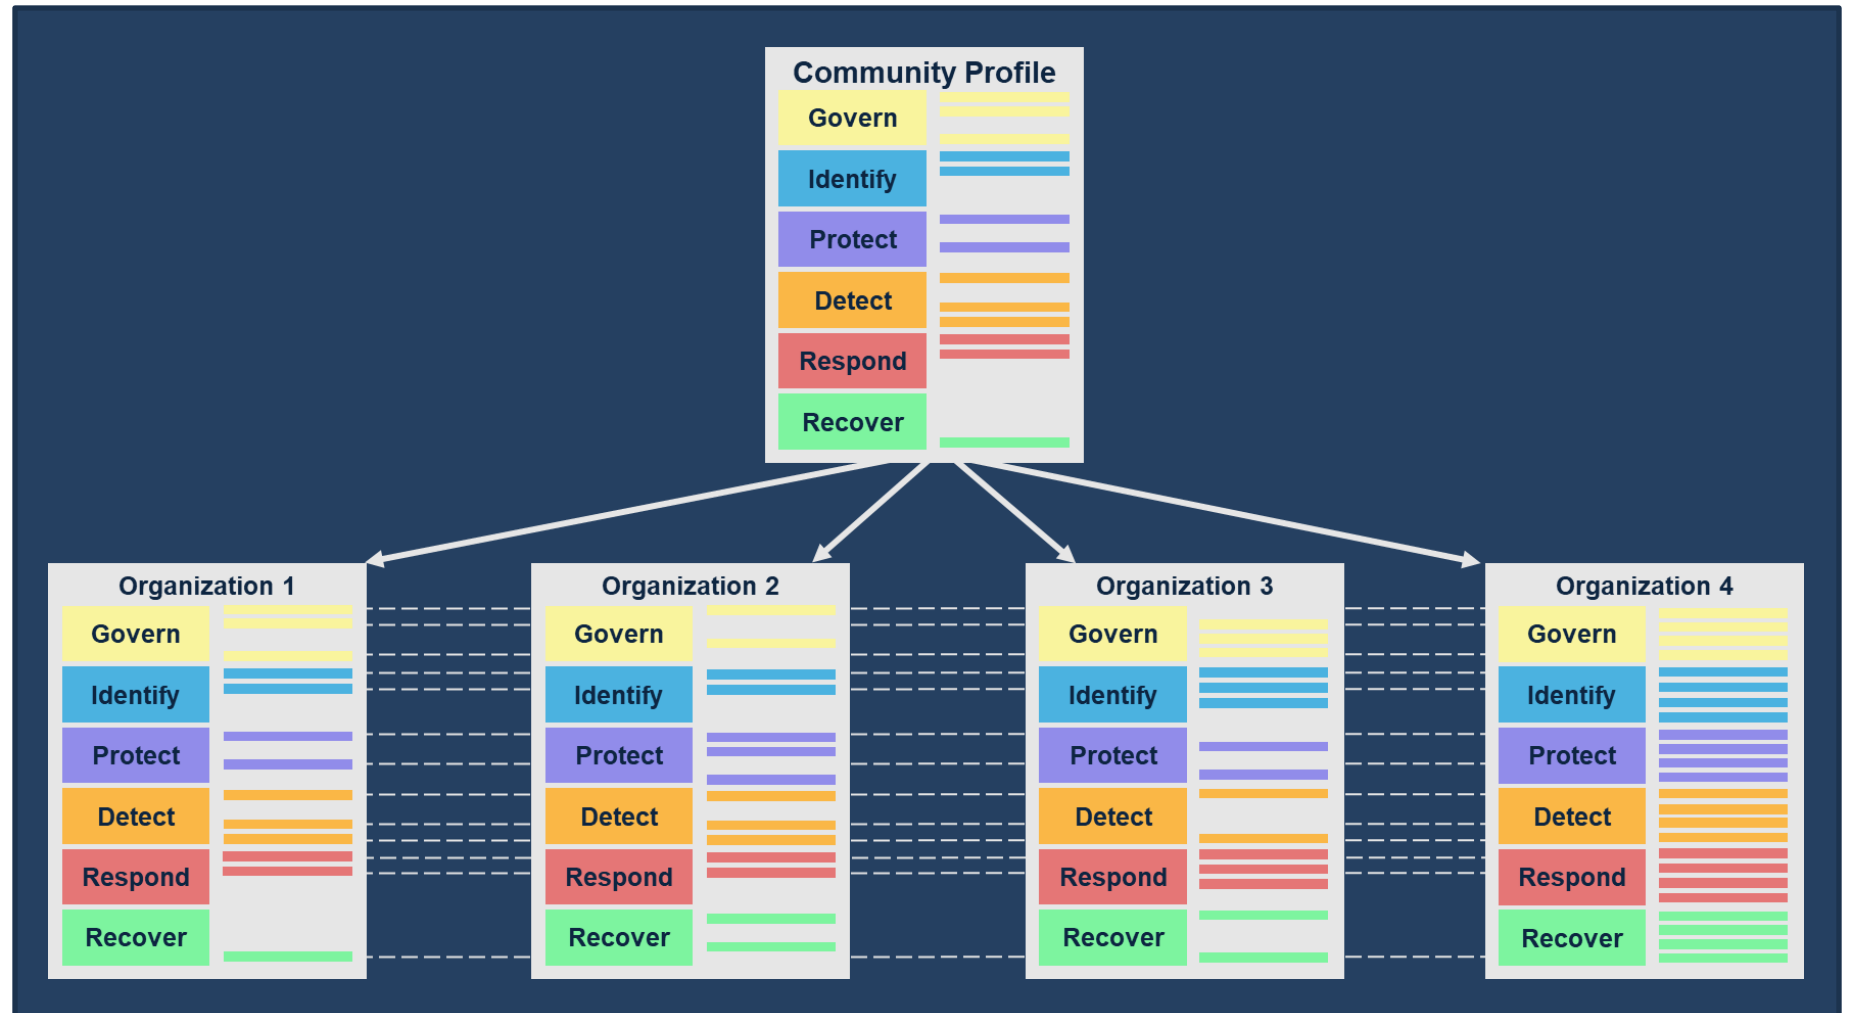 Community Profile
Govern
Identify
Protect
Detect
Respond
Recover
Organization 1
Govern
Identify
Protect
Detect
Respond
Recover
Organization 2
Govern
Identify
Protect
Detect
Respond
Recover
Organization 3
Govern
Identify
Protect
Detect
Respond
Recover
Organization 4
Govern
Identify
Protect
Detect
Respond
Recover